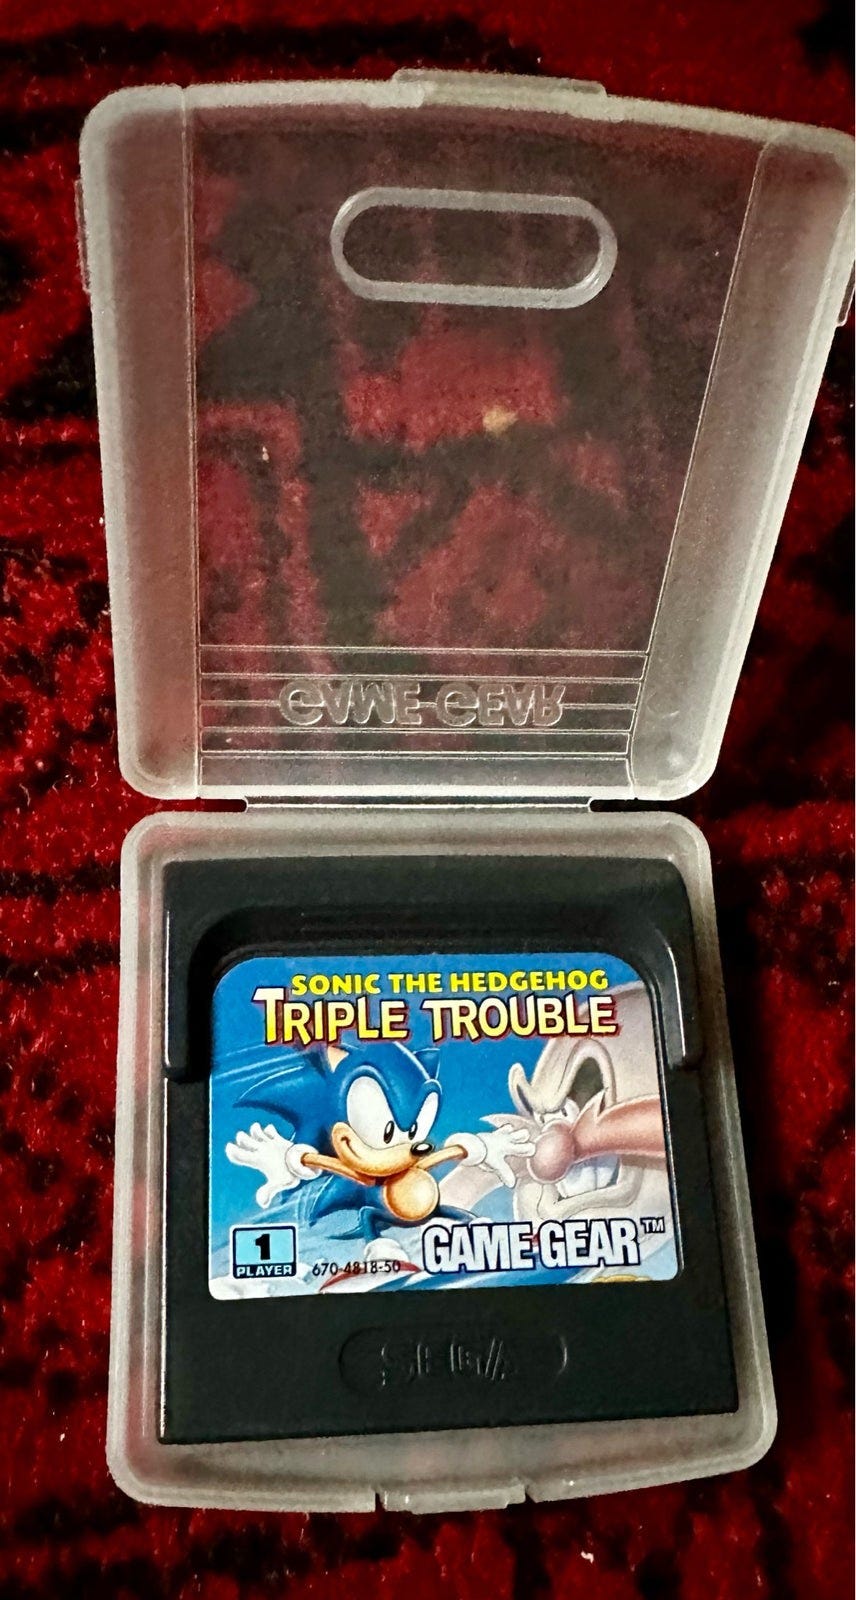 GAME GEAR
SONIC THE HEDGEHOG
TRIPLE TROUBLE
1
PLAYER
670-4818-50
GAME GEAR™
SEGA